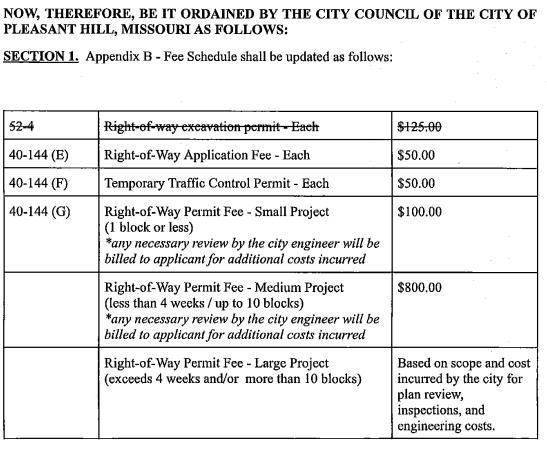 NOW, THEREFORE, BE IT ORDAINED BY THE CITY COUNCIL OF THE CITY OF
PLEASANT HILL, MISSOURI AS FOLLOWS:
SECTION 1. Appendix B - Fee Schedule shall be updated as follows:
52-4 Right-of-way excavation permit - Each $125.00
40-144 (E) Right-of-Way Application Fee - Each $50.00
40-144 (F) Temporary Traffic Control Permit - Each $50.00
40-144 (G) Right-of-Way Permit Fee - Small Project $100.00
(1 block or less)
*any necessary review by the city engineer will be
billed to applicant for additional costs incurred
Right-of-Way Permit Fee - Medium Project $800.00
(less than 4 weeks / up to 10 blocks)
*any necessary review by the city engineer will be
billed to applicant for additional costs incurred
Right-of-Way Permit Fee - Large Project Based on scope and cost
(exceeds 4 weeks and/or more than 10 blocks) incurred by the city for
plan review,
inspections, and
engineering costs.